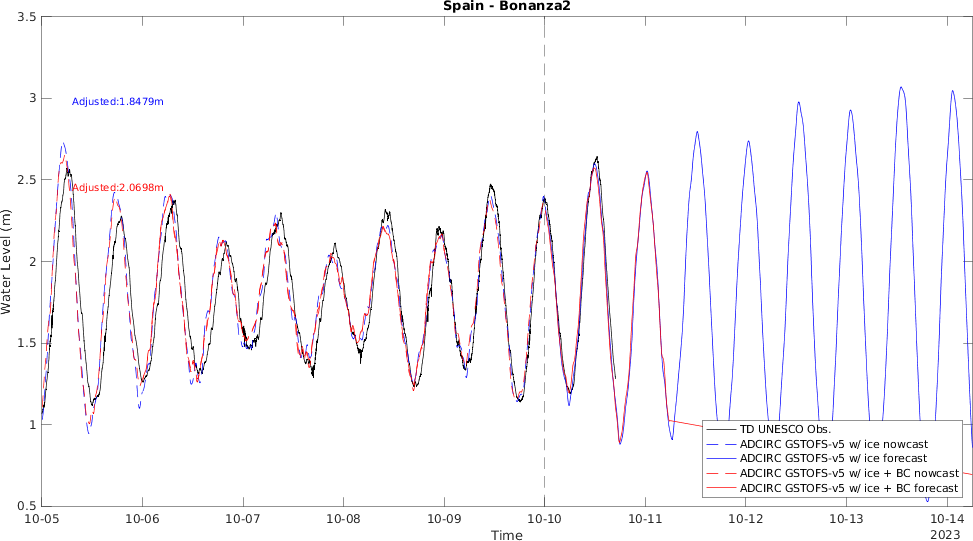 Spain - Bonanza2
3.5
3
2.5
2
1.5
1
0.5
Water Level (m)
Adjusted:1.8479m
Adjusted:2.0698m
TD UNESCO Obs.
ADCIRC GSTOFS-v5 w/ ice nowcast
ADCIRC GSTOFS-v5 w/ ice forecast
ADCIRC GSTOFS-v5 w/ ice + BC nowcast
ADCIRC GSTOFS-v5 w/ ice + BC forecast
10-05 10-06 10-07 10-08 10-09 10-10 10-11 10-12 10-13 10-14
2023
Time